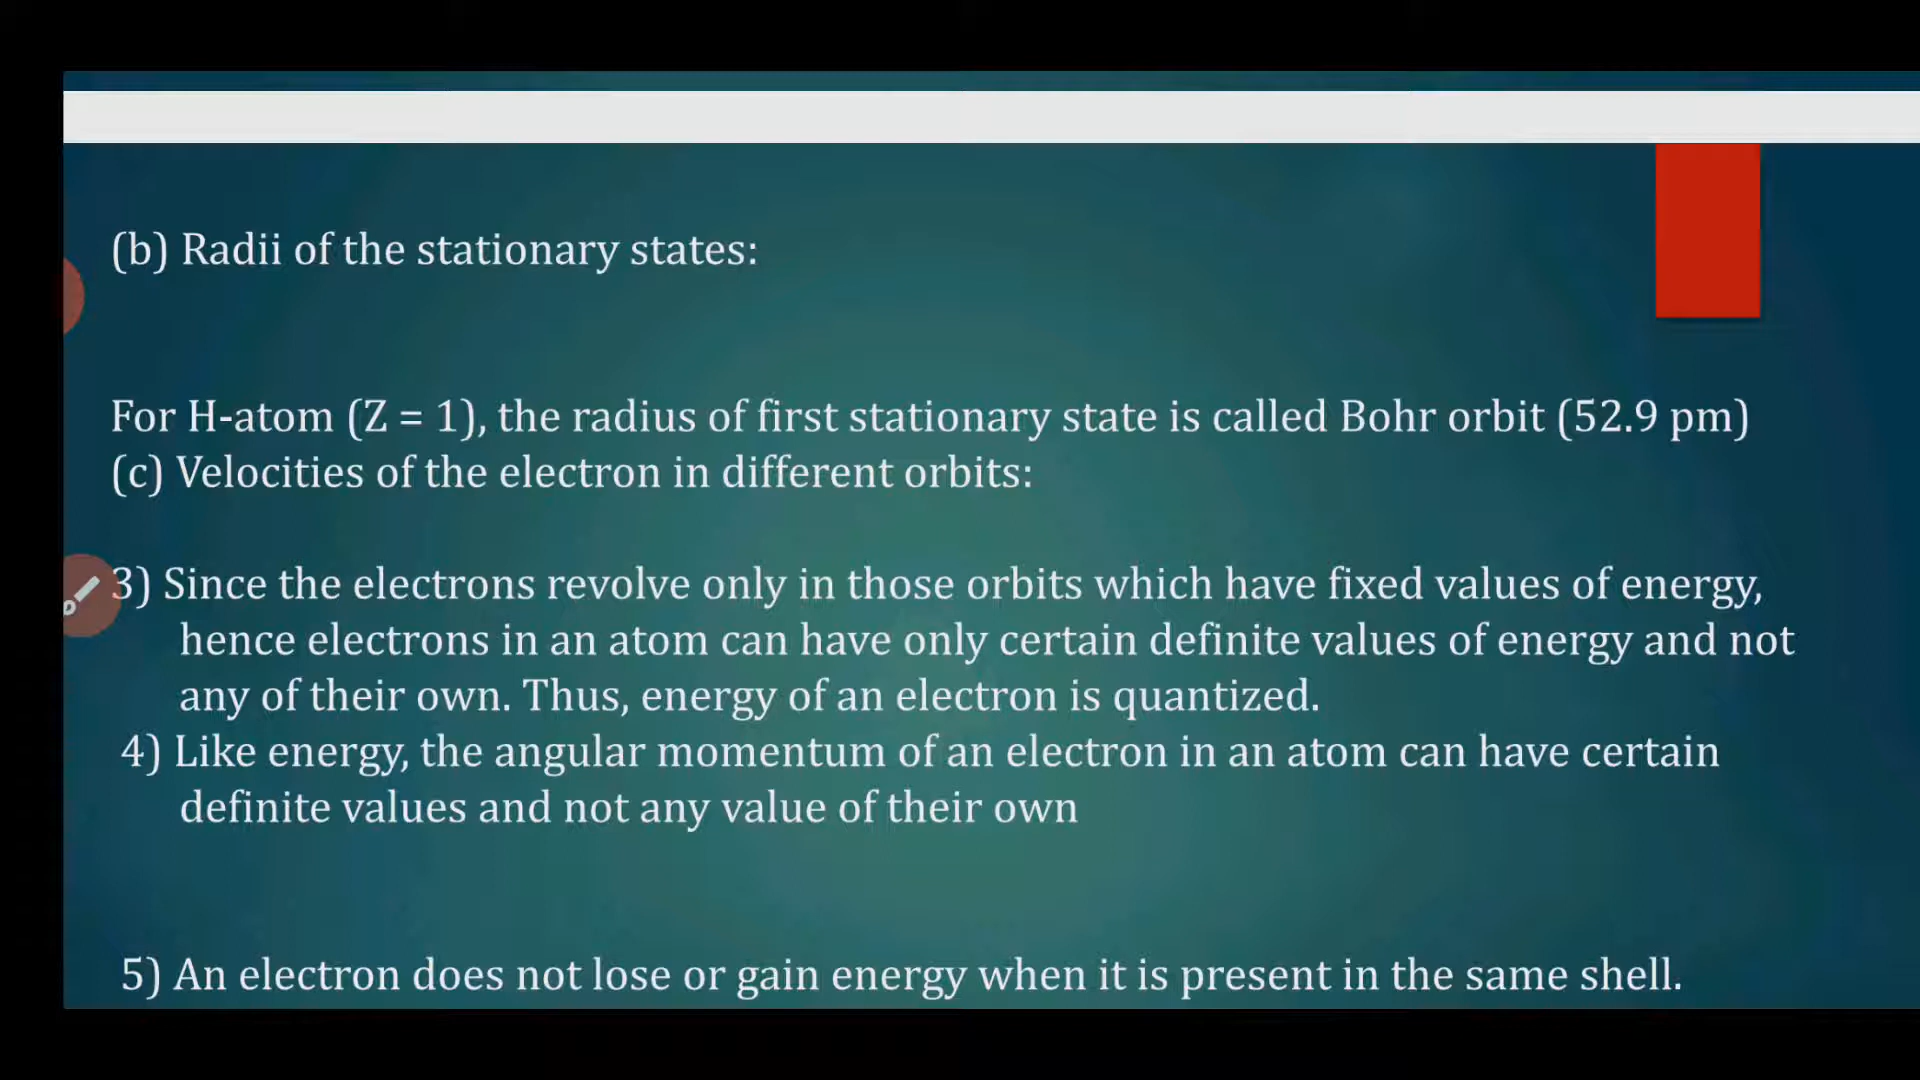 (b) Radii of the stationary states:
For H-atom (Z = 1), the radius of first stationary state is called Bohr orbit (52.9 pm)
(c) Velocities of the electron in different orbits:
3) Since the electrons revolve only in those orbits which have fixed values of energy,
hence electrons in an atom can have only certain definite values of energy and not
any of their own. Thus, energy of an electron is quantized.
4) Like energy, the angular momentum of an electron in an atom can have certain
definite values and not any value of their own
5) An electron does not lose or gain energy when it is present in the same shell.